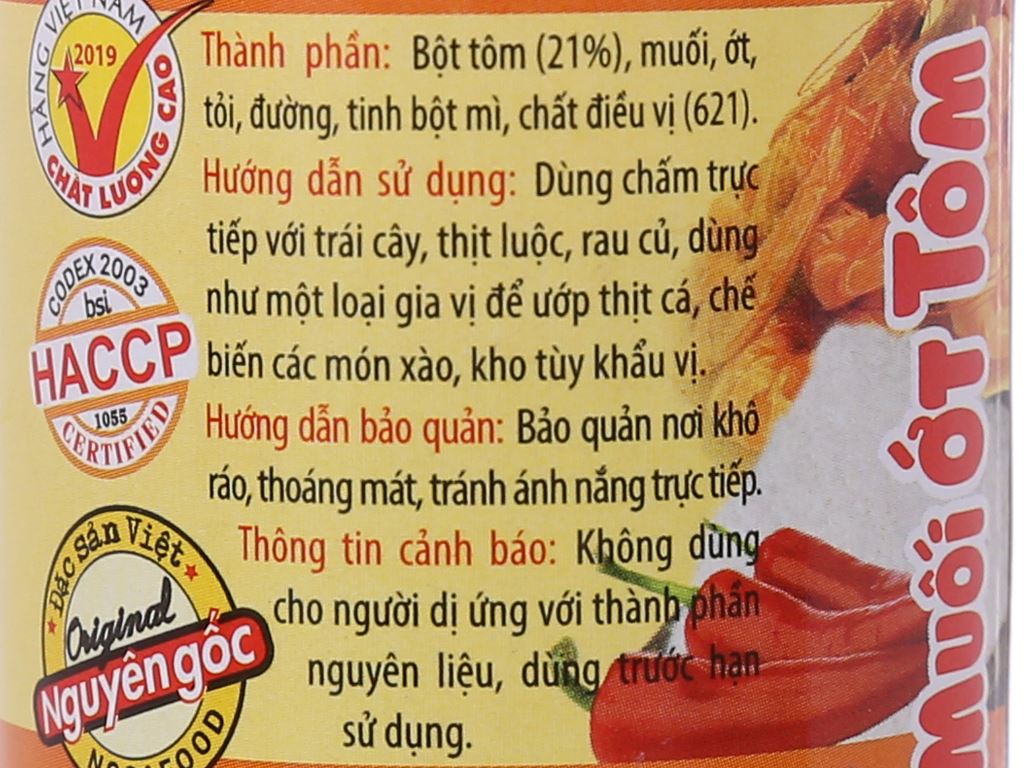 HÀNG VIỆT NAM
2019
CHẤT LƯỢNG CAO
Thành phần: Bột tôm (21%), muối, ớt,
tỏi, đường, tinh bột mì, chất điều vị (621).
Hướng dẫn sử dụng: Dùng chấm trực
tiếp với trái cây, thịt luộc, rau củ, dùng
như một loại gia vị để ướp thịt cá, chế
biến các món xào, kho tùy khẩu vị.
Hướng dẫn bảo quản: Bảo quản nơi khô
ráo, thoáng mát, tránh ánh nắng trực tiếp.
Thông tin cảnh báo: Không dùng
cho người dị ứng với thành phần
nguyên liệu, dùng trước hạn
sử dụng.
CODEX 2003
bsi
HACCP
1055
CERTIFIED
Đặc Sản Việt
Original
Nguyên gốc
Muối Ớt Tôm